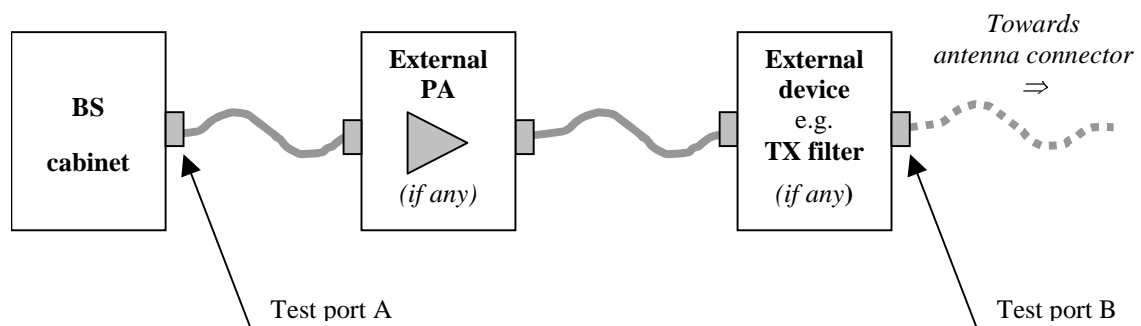 BS
cabinet
External
PA
(if any)
External
device
e.g.
TX filter
(if any)
Towards
antenna connector
⇒
Test port A
Test port B